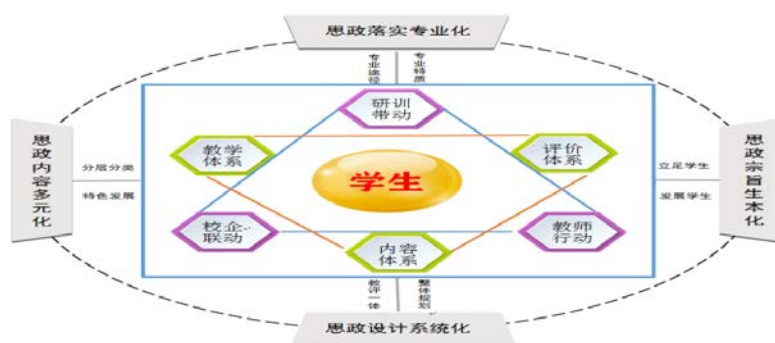 思政落实专业化
专业途径
专业特质
研训
带动
教学
体系
评价
体系
思政内容多元化
分层分类
特色发展
学生
立足学生
发展学生
思政宗旨生本化
校企
联动
教师
行动
内容
体系
教评一体
整体规划
思政设计系统化